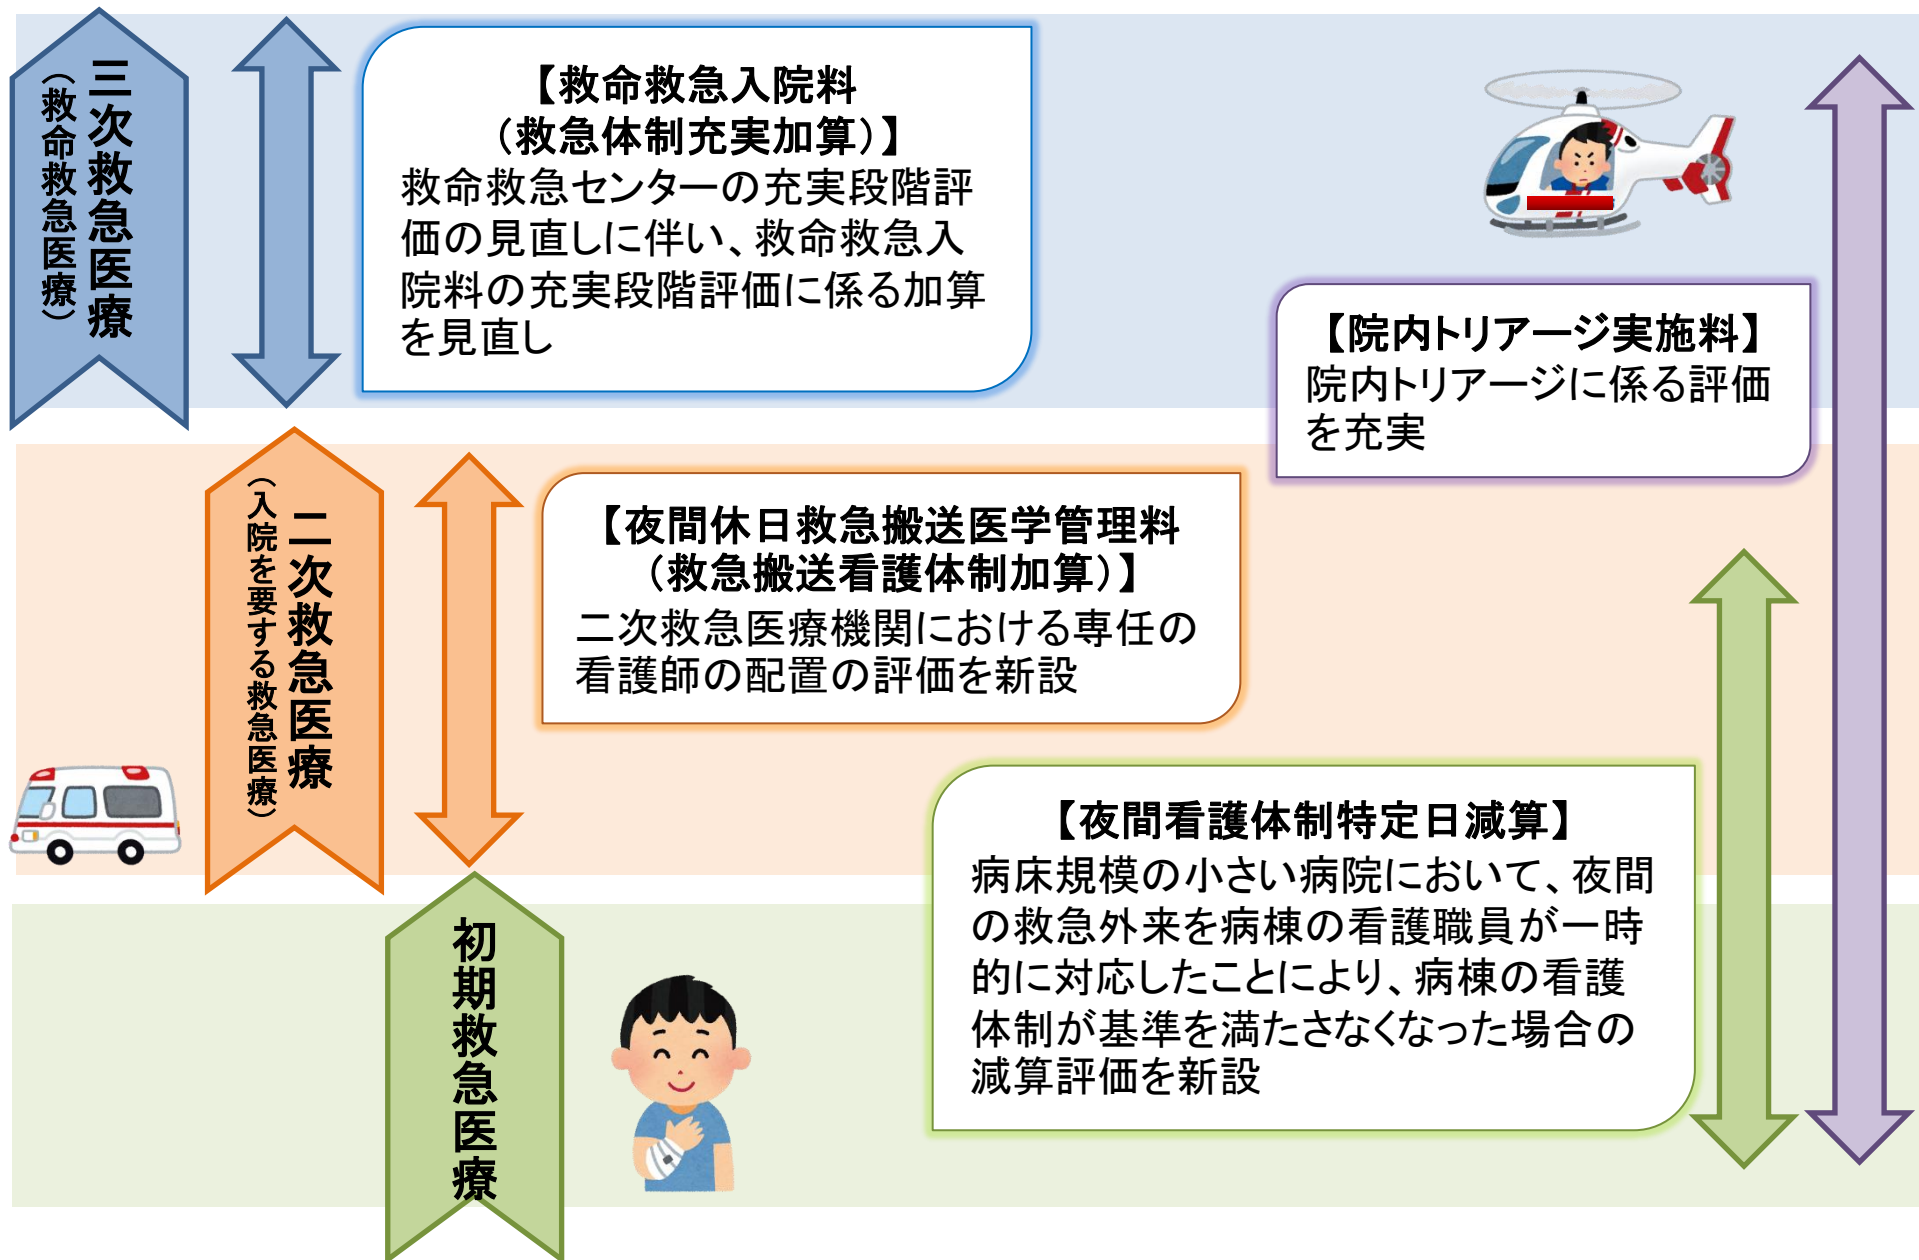 三次救急医療
（救命救急医療）
【救命救急入院料
（救急体制充実加算）】
救命救急センターの充実段階評
価の見直しに伴い、救命救急入
院料の充実段階評価に係る加算
を見直し
【院内トリアージ実施料】
院内トリアージに係る評価
を充実
二次救急医療
（入院を要する救急医療）
【夜間休日救急搬送医学管理料
（救急搬送看護体制加算）】
二次救急医療機関における専任の
看護師の配置の評価を新設
【夜間看護体制特定日減算】
病床規模の小さい病院において、夜間
の救急外来を病棟の看護職員が一時
的に対応したことにより、病棟の看護
体制が基準を満たさなくなった場合の
減算評価を新設
初期救急医療